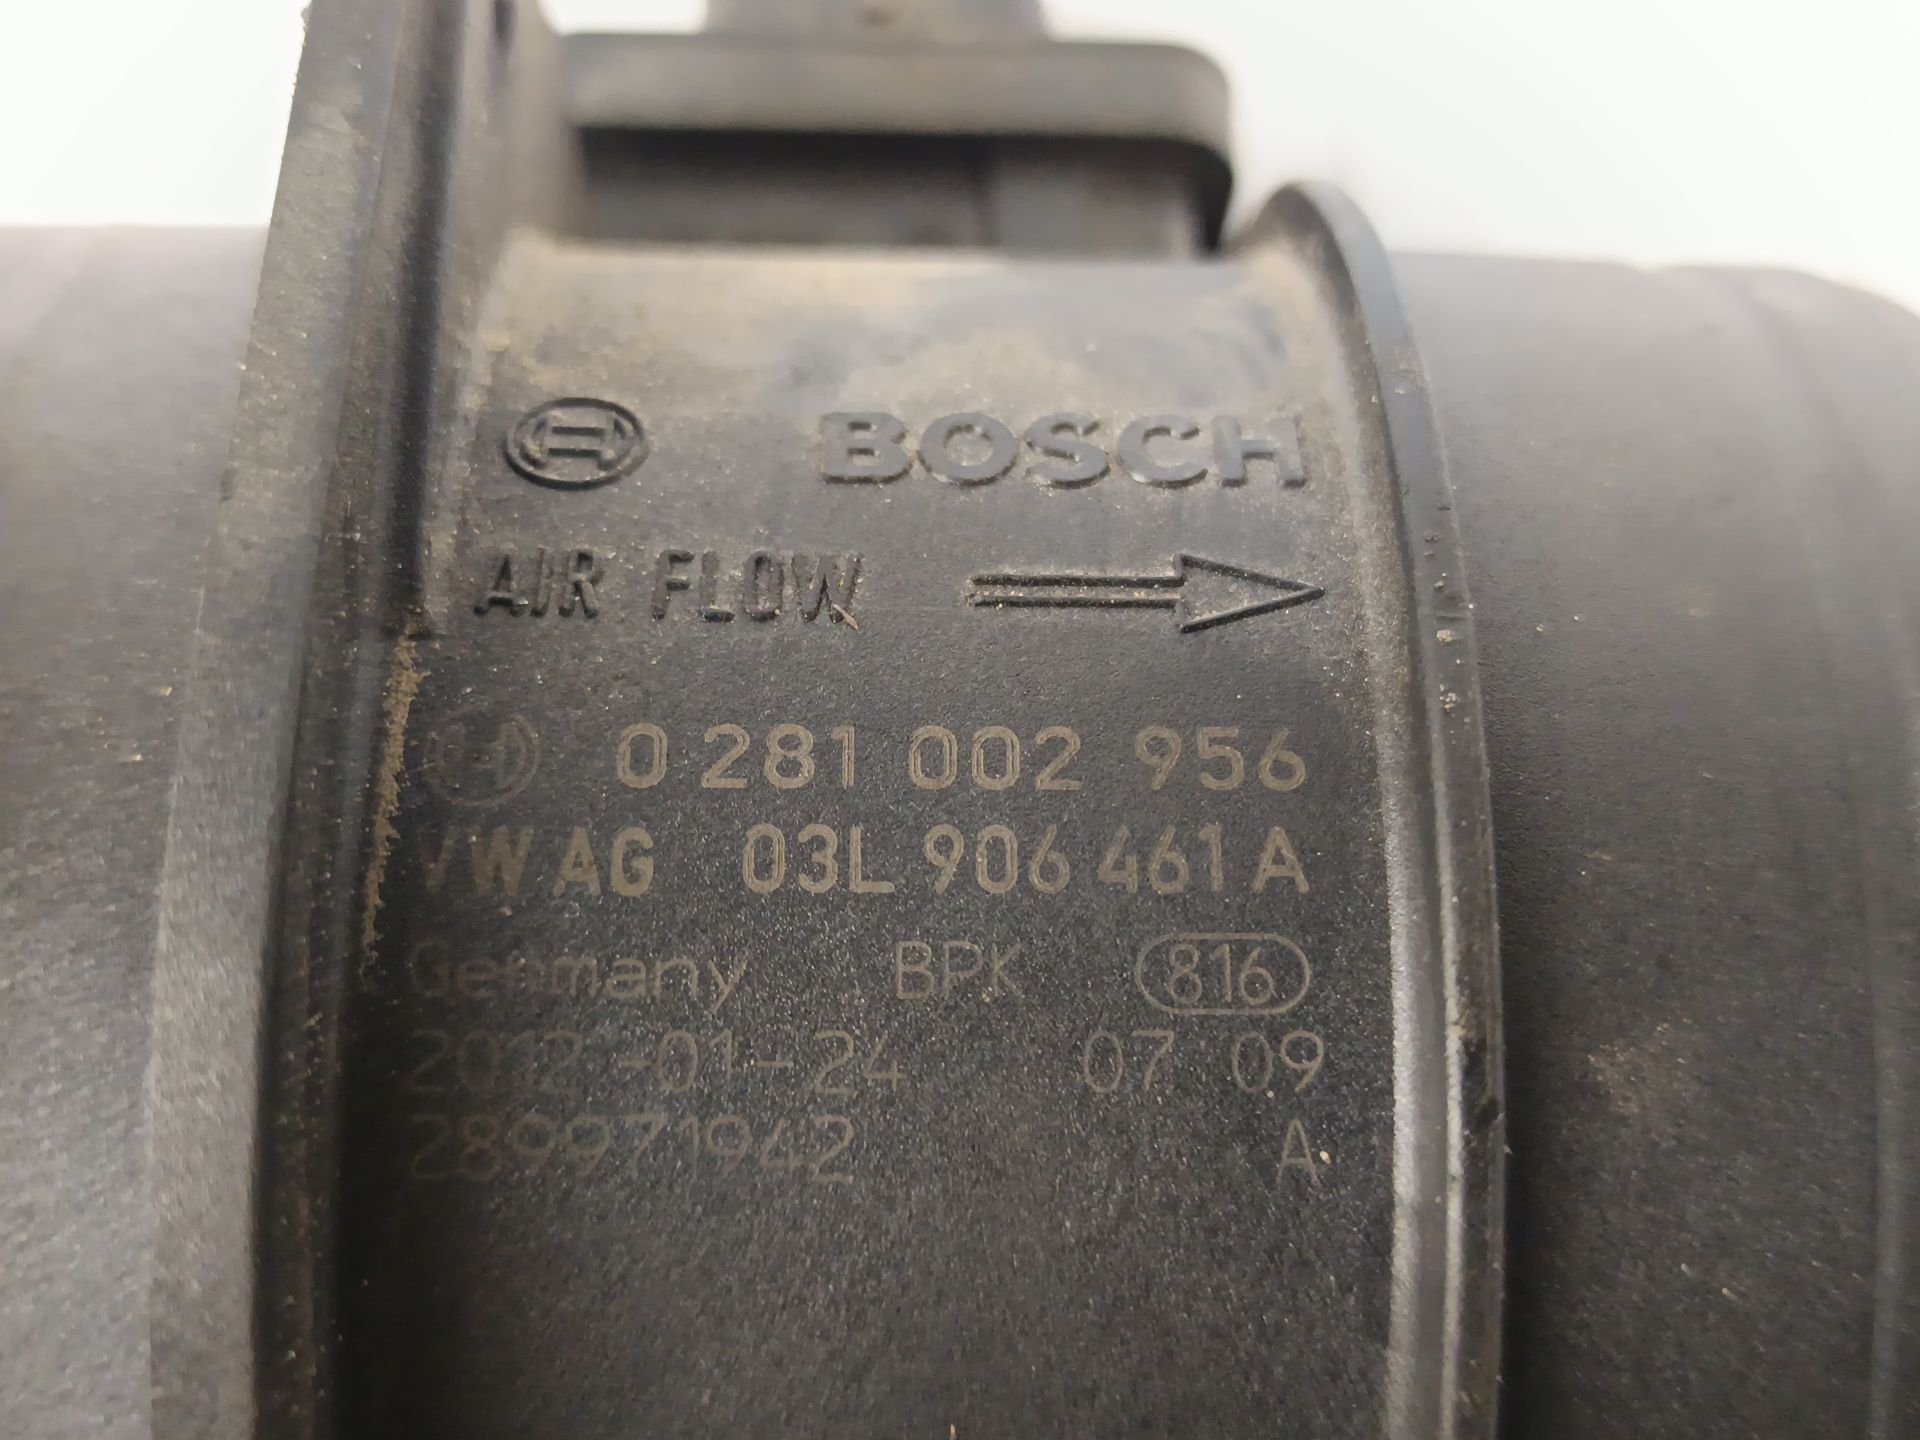 BOSCH
AIR FLOW
0 281 002 956
VW AG 03L 906 461 A
Germany BPK 816
2012-01-24 07 09
289971942 A